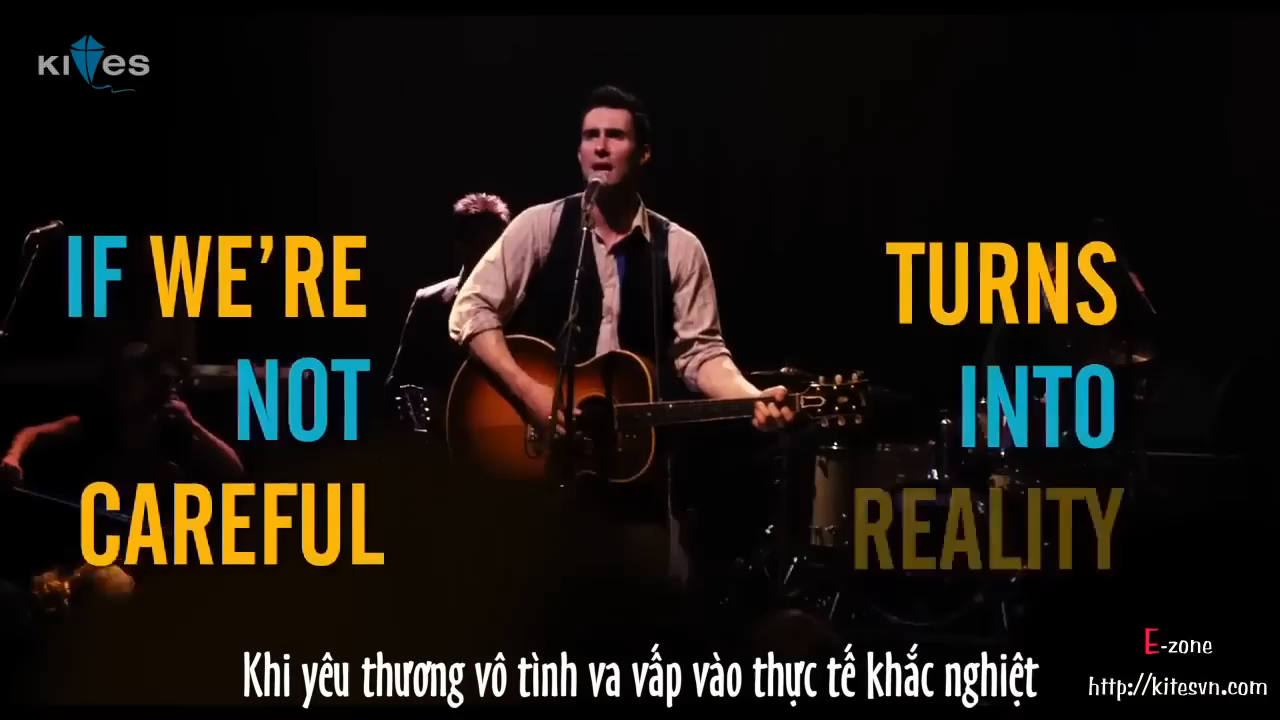 KITES
IF WE'RE
NOT
CAREFUL
TURNS
INTO
REALITY
Khi yêu thương vô tình va vấp vào thực tế khắc nghiệt
E-zone
http://kitesvn.com